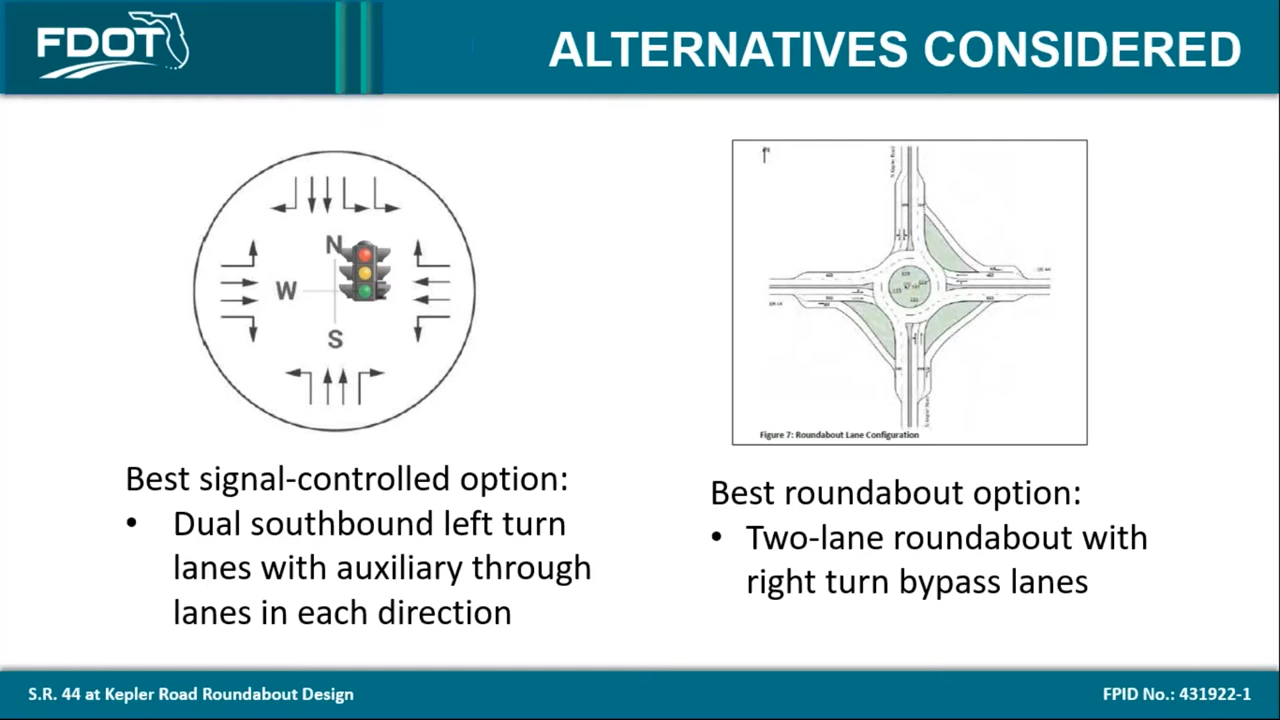 FDOT
ALTERNATIVES CONSIDERED
N
W
S
Figure 7: Roundabout Lane Configuration
Best signal-controlled option:
• Dual southbound left turn
lanes with auxiliary through
lanes in each direction
Best roundabout option:
• Two-lane roundabout with
right turn bypass lanes
S.R. 44 at Kepler Road Roundabout Design
FPID No.: 431922-1